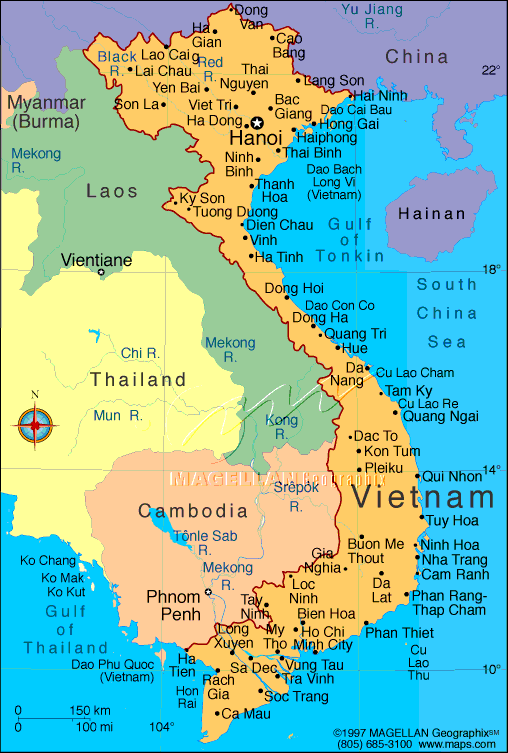 Dong
Van
Yu Jiang
R.
Ha
Gian
Cao
Bang
China
Black
R.
Lao Caig
Lai Chau
Red
R.
Thai
Nguyen
Lang Son
22°
Yen Bai
Hai Ninh
Myanmar
(Burma)
Son La
Viet Tri
Bac
Giang
Dao Cai Bau
Hong Gai
Ha Dong
Hanoi
Haiphong
Mekong
R.
Ninh
Binh
Thai Binh
Dao Bach
Long Vi
(Vietnam)
Laos
Thanh
Hoa
Ky Son
Tuong Duong
Hainan
Dien Chau
Gulf
of
Tonkin
Vinh
Vientiane
Ha Tinh
18°
Dong Hoi
South
China
Sea
Dao Con Co
Dong Ha
Quang Tri
Mekong
R.
Hue
Chi R.
Thailand
Da
Nang
Cu Lao Cham
Tam Ky
Cu Lao Re
Quang Ngai
N
Mun R.
Kong
R.
Dac To
Kon Tum
Pleiku
14°
MAGELLAN Geographix
Qui Nhon
Srêpôk
R.
Vietnam
Cambodia
Tuy Hoa
Tônle Sab
R.
Buon Me
Thout
Ninh Hoa
Nha Trang
Cam Ranh
Ko Chang
Ko Mak
Ko Kut
Mekong
R.
Gia
Nghia
Loc
Ninh
Da
Lat
Phnom
Penh
Tay
Ninh
Phan Rang-
Thap Cham
Gulf
of
Thailand
Bien Hoa
Long
Xuyen
My
Tho
Ho Chi
Minh City
Phan Thiet
Cu
Lao
Thu
Dao Phu Quoc
(Vietnam)
Ha
Tien
Sa Dec
Vung Tau
10°
Hon
Rai
Rach
Gia
Tra Vinh
Soc Trang
Ca Mau
0 150 km
0 100 mi
104°
108°
©1997 MAGELLAN Geographix℠
(805) 685-3100 www.maps.com